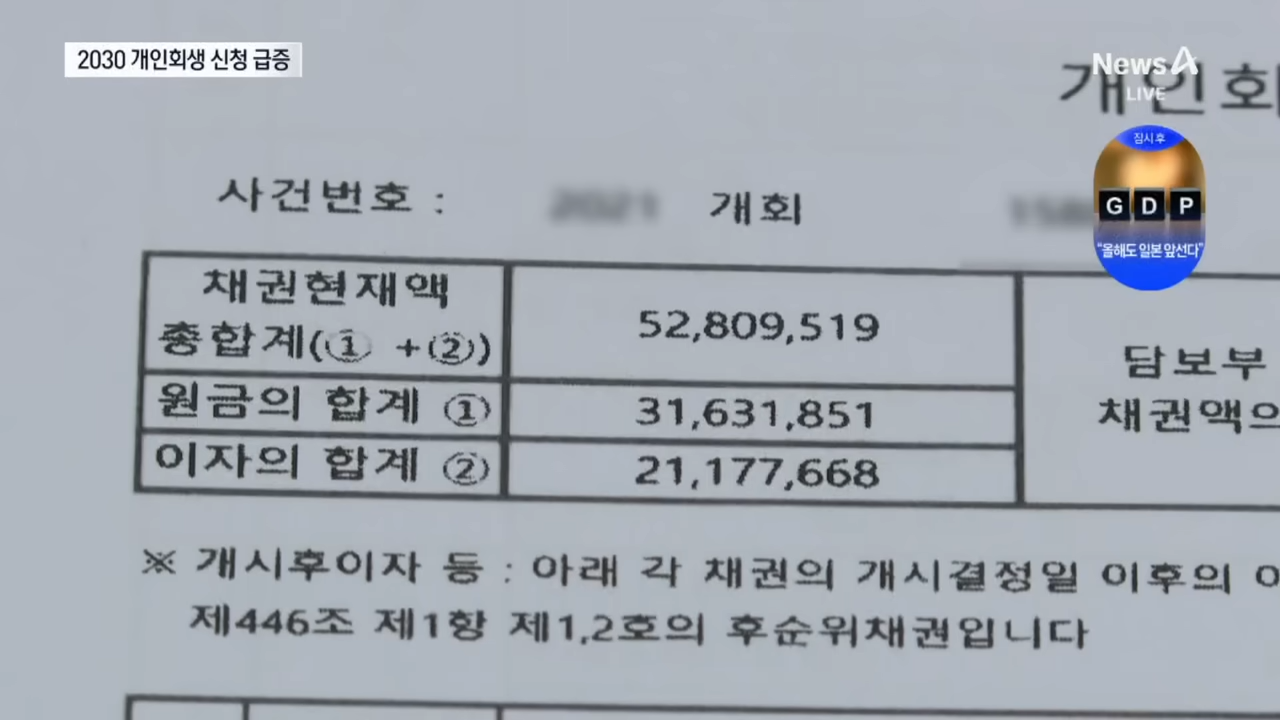 2030 개인회생 신청 급증
News A
LIVE
개인회
잠시 후
GDP
“올해도 일본 앞선다”
사건번호 : 2021 개회
채권현재액
총합계(① +②)
52,809,519
원금의 합계 ①
31,631,851
이자의 합계 ②
21,177,668
담보부
채권액으
※ 개시후이자 등 : 아래 각 채권의 개시결정일 이후의 이
제446조 제1항 제1,2호의 후순위채권입니다